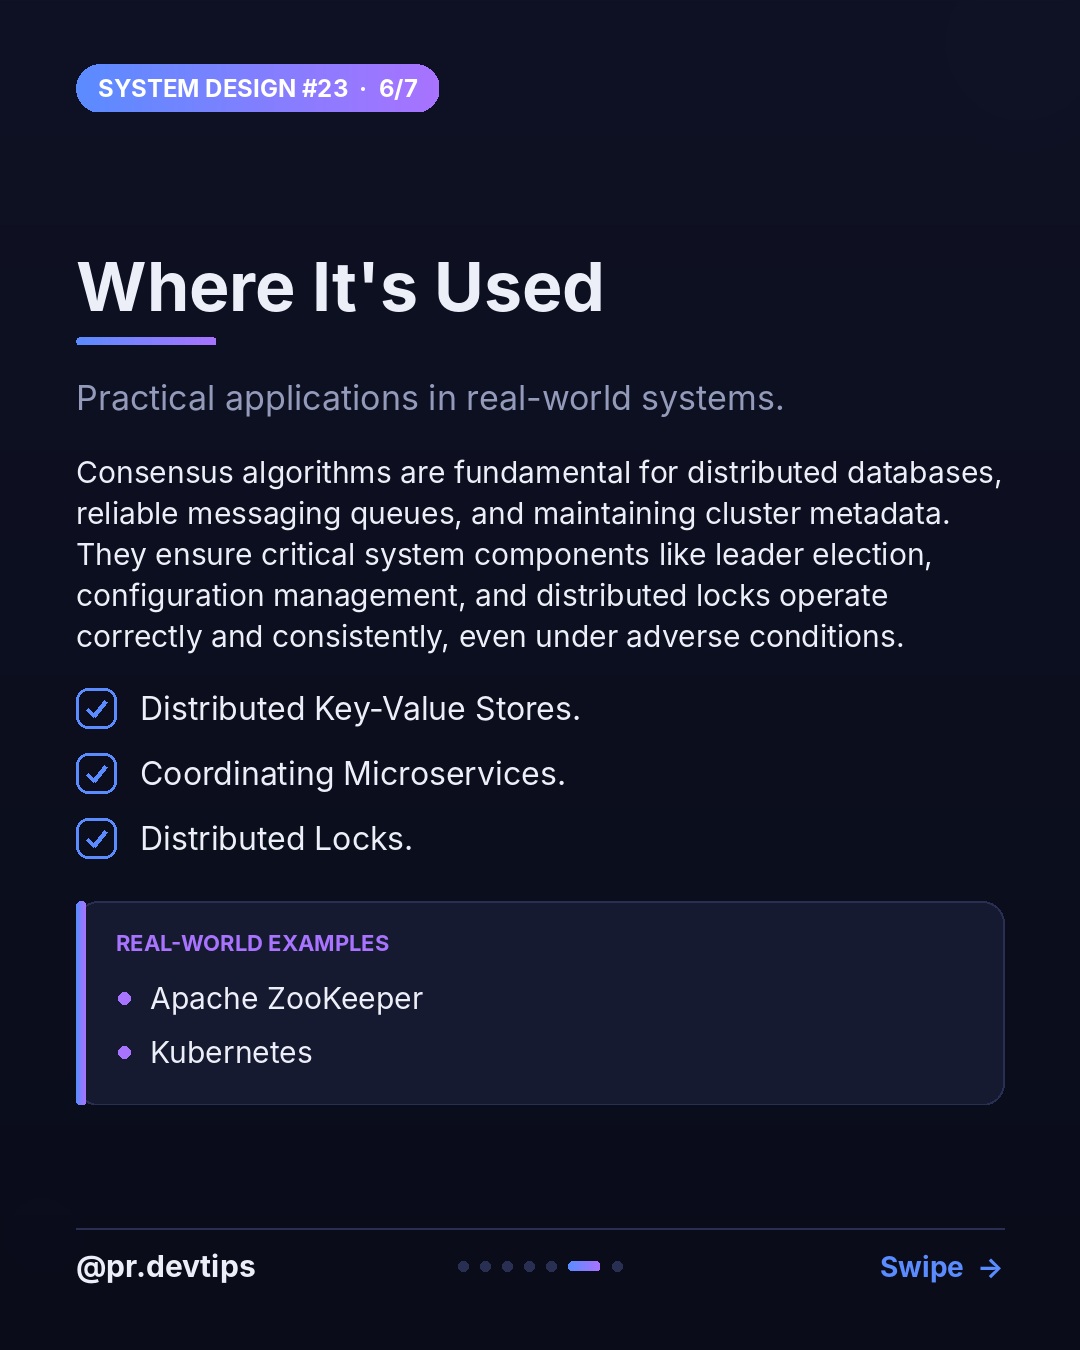 SYSTEM DESIGN #23 · 6/7
Where It's Used
Practical applications in real-world systems.
Consensus algorithms are fundamental for distributed databases,
reliable messaging queues, and maintaining cluster metadata.
They ensure critical system components like leader election,
configuration management, and distributed locks operate
correctly and consistently, even under adverse conditions.
Distributed Key-Value Stores.
Coordinating Microservices.
Distributed Locks.
REAL-WORLD EXAMPLES
Apache ZooKeeper
Kubernetes
@pr.devtips
Swipe →